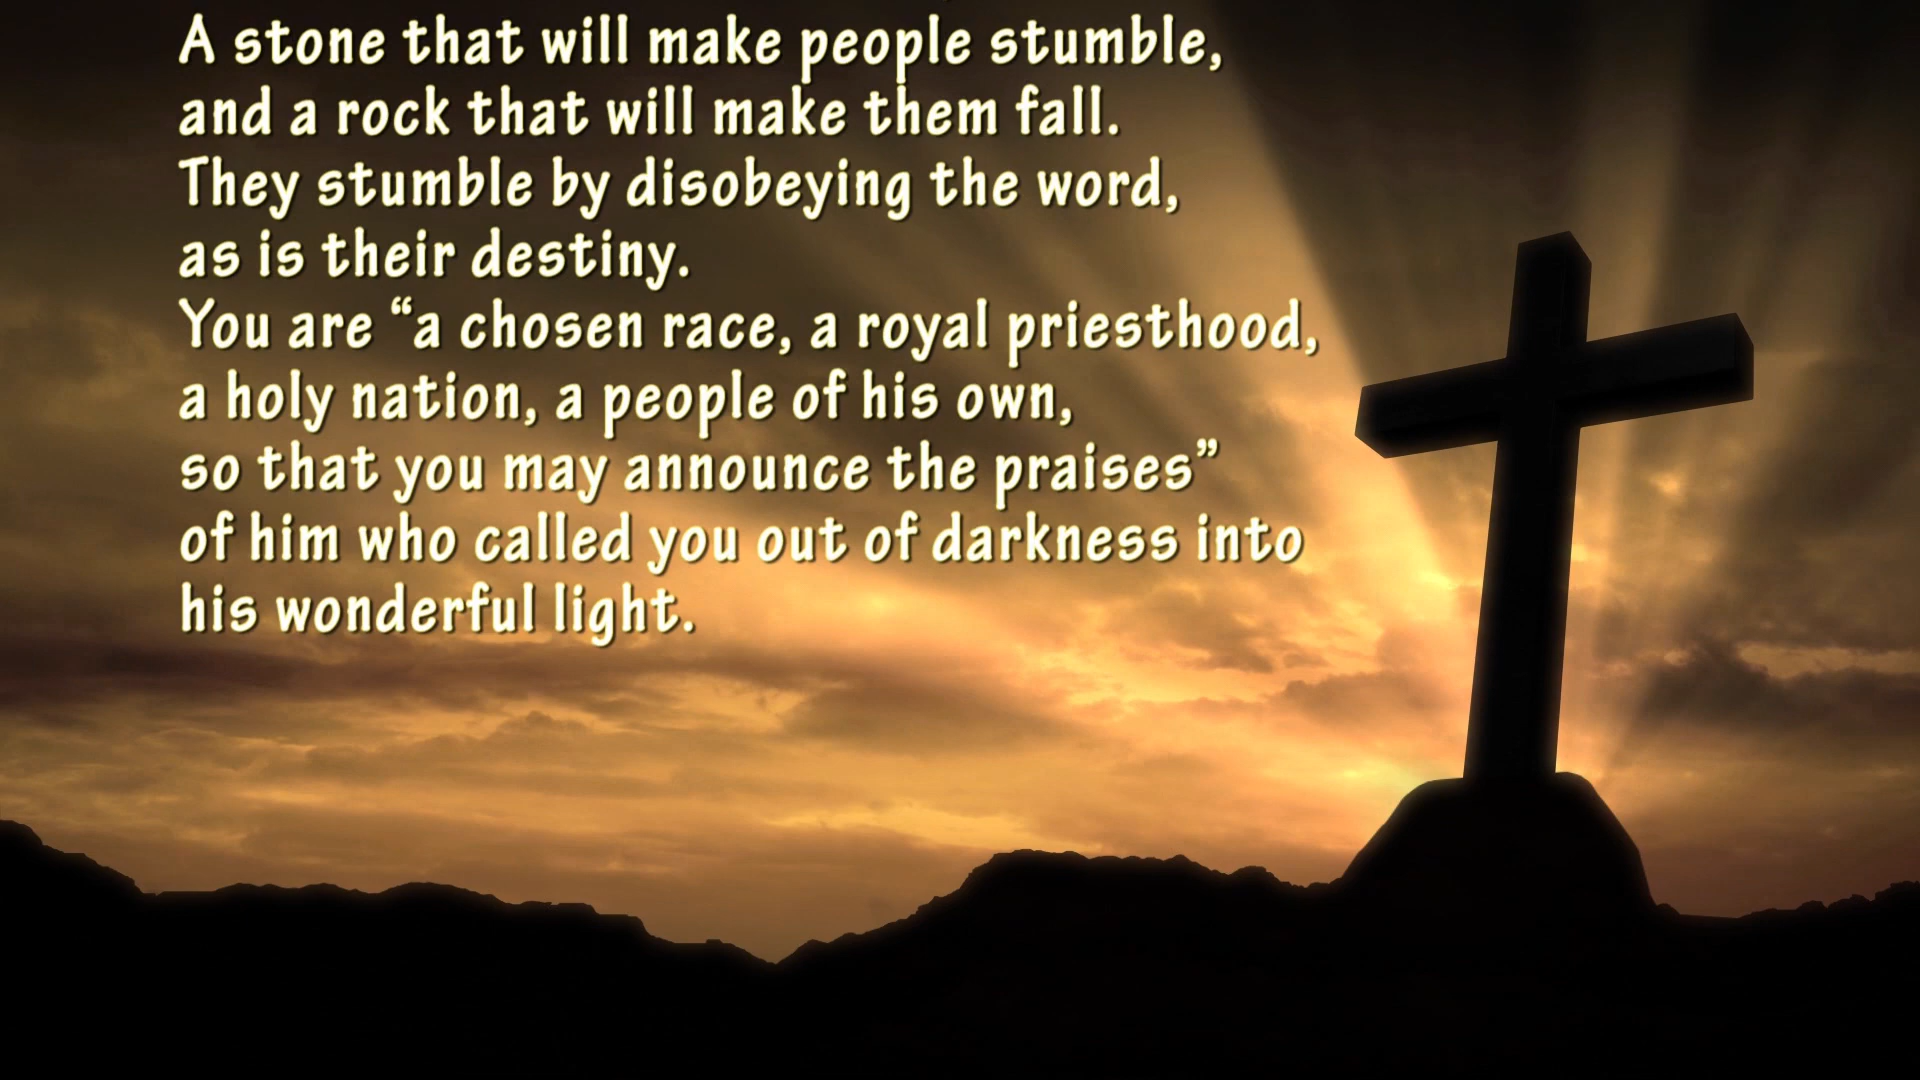 A stone that will make people stumble,
and a rock that will make them fall.
They stumble by disobeying the word,
as is their destiny.
You are “a chosen race, a royal priesthood,
a holy nation, a people of his own,
so that you may announce the praises”
of him who called you out of darkness into
his wonderful light.